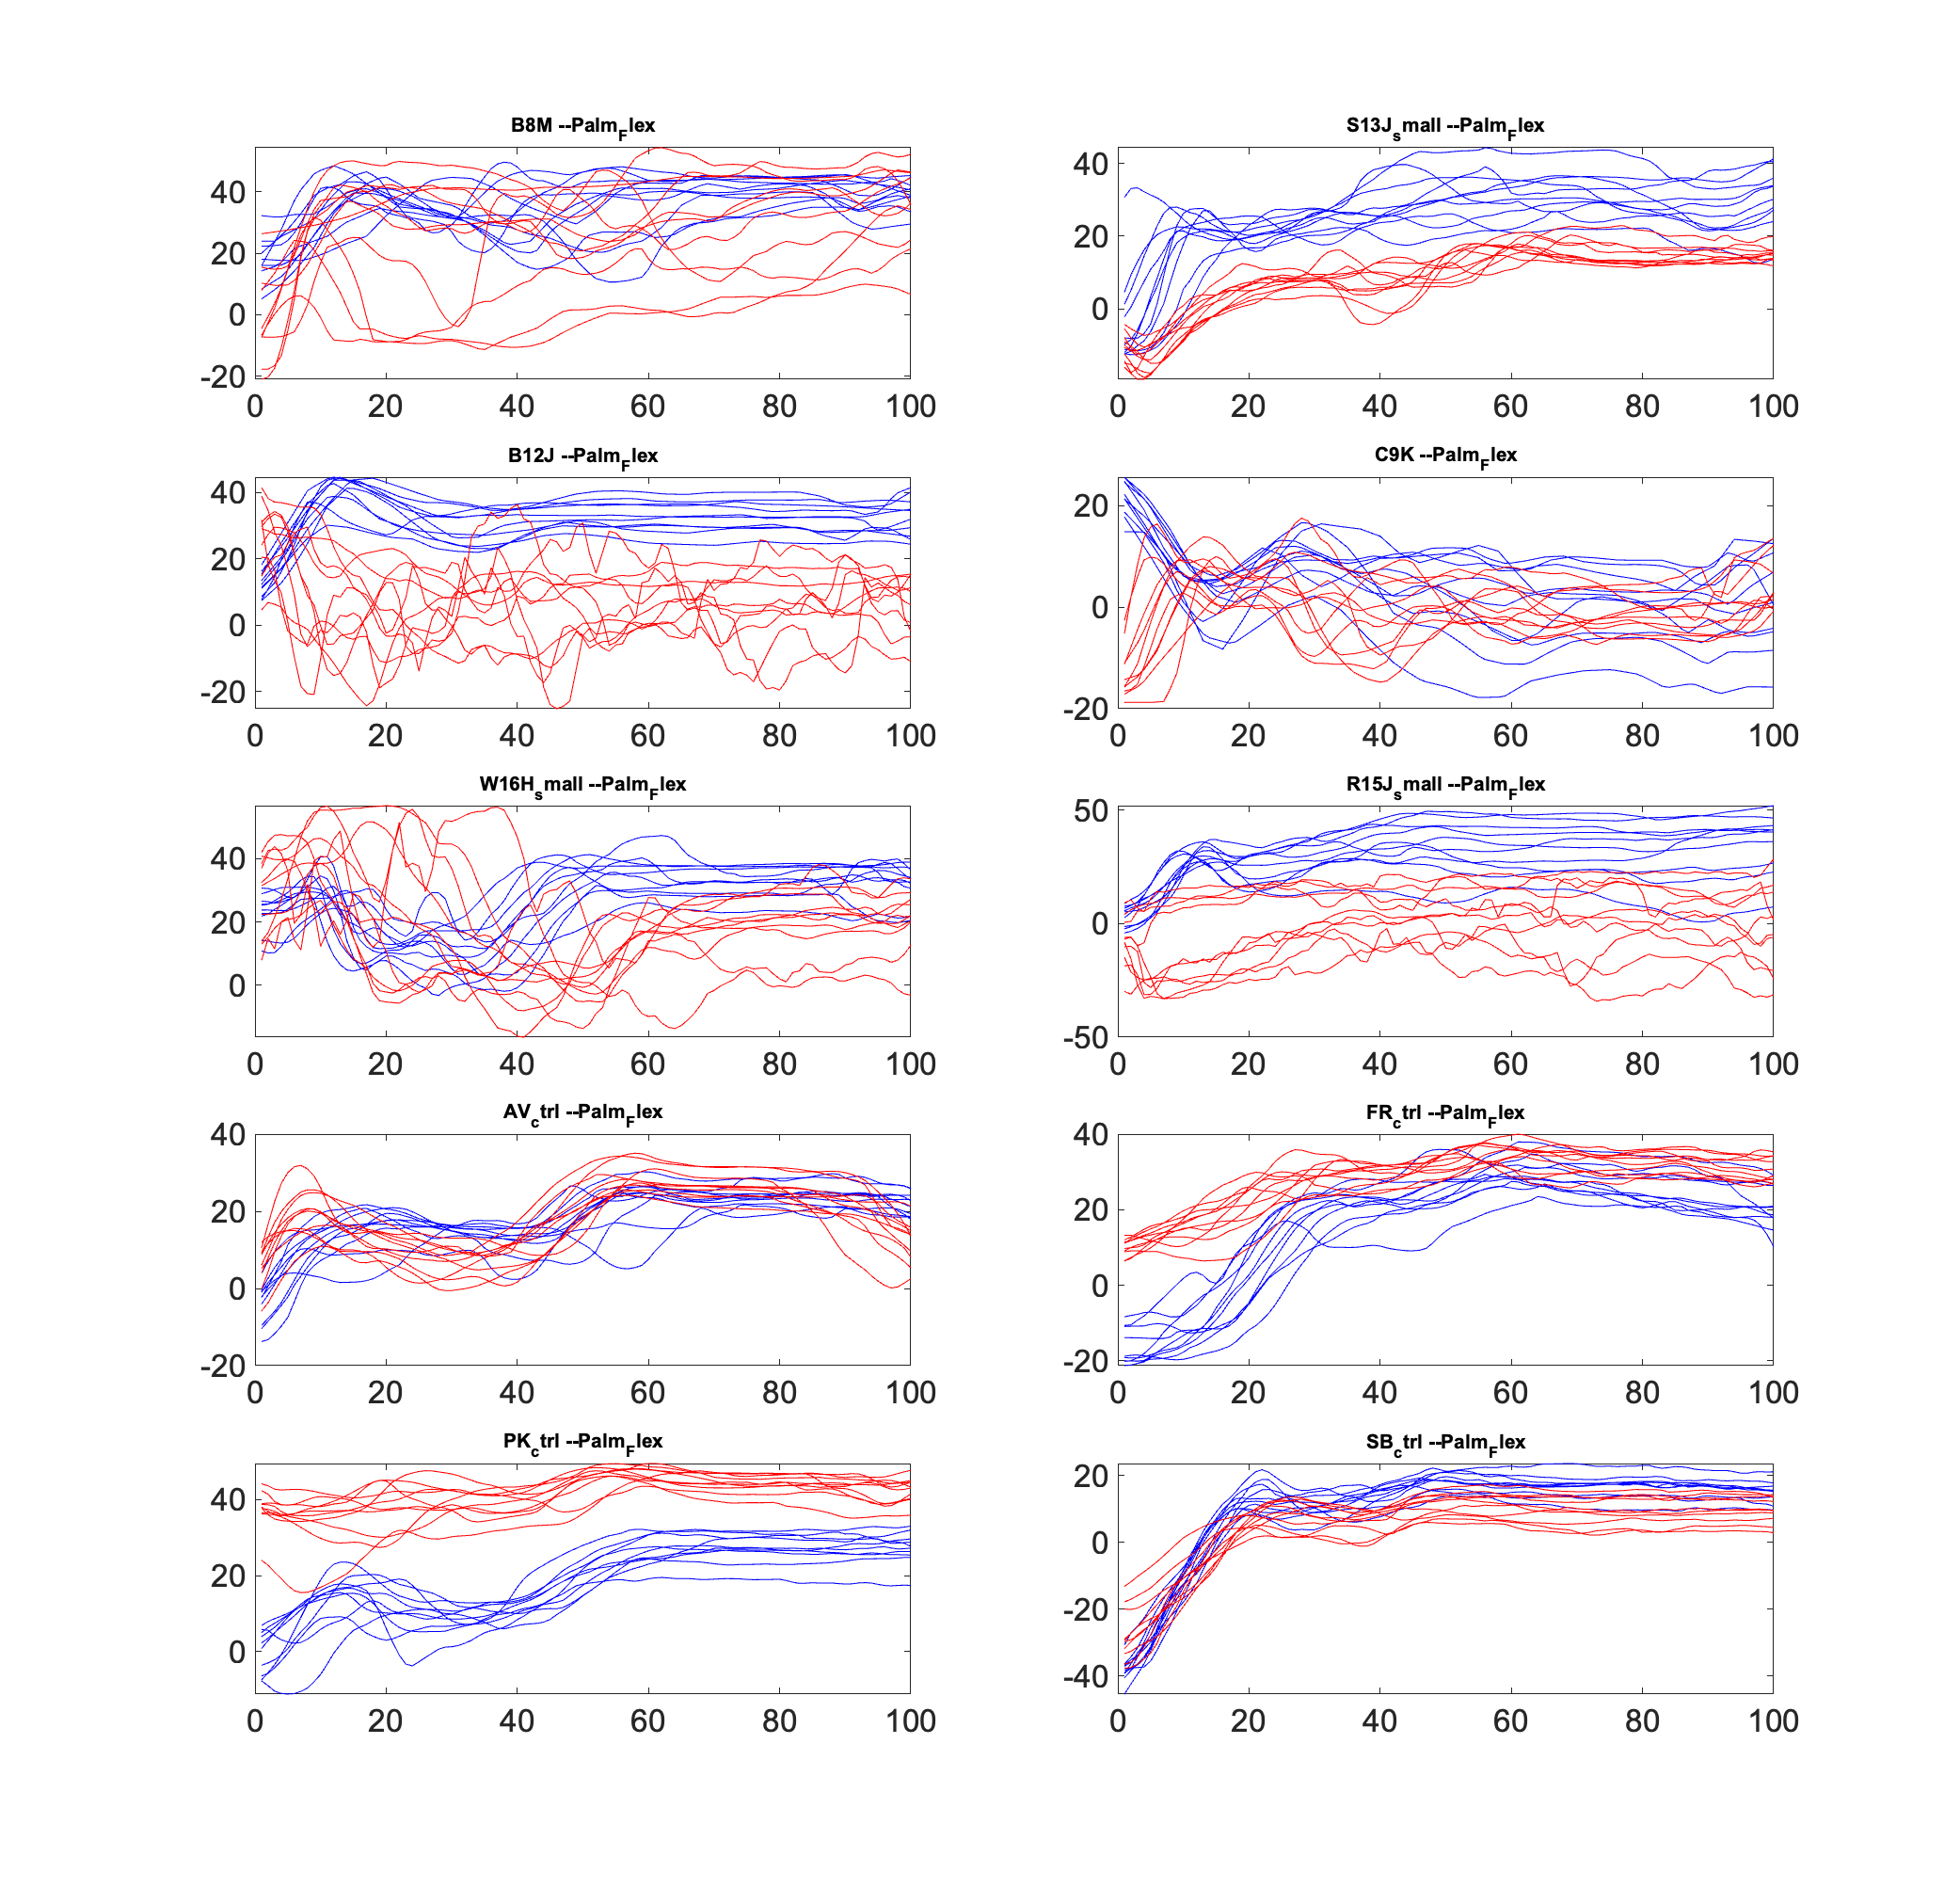 B8M --Palm_Flex
40
20
0
-20
0 20 40 60 80 100
S13J_small --Palm_Flex
40
20
0
0 20 40 60 80 100
B12J --Palm_Flex
40
20
0
-20
0 20 40 60 80 100
C9K --Palm_Flex
20
0
-20
0 20 40 60 80 100
W16H_small --Palm_Flex
40
20
0
0 20 40 60 80 100
R15J_small --Palm_Flex
50
0
-50
0 20 40 60 80 100
AV_ctrl --Palm_Flex
40
20
0
-20
0 20 40 60 80 100
FR_ctrl --Palm_Flex
40
20
0
-20
0 20 40 60 80 100
PK_ctrl --Palm_Flex
40
20
0
0 20 40 60 80 100
SB_ctrl --Palm_Flex
20
0
-20
-40
0 20 40 60 80 100